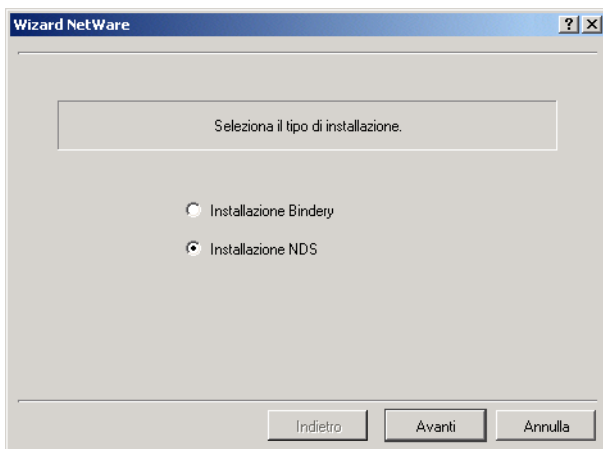 Wizard NetWare
Seleziona il tipo di installazione.
Installazione Bindery
Installazione NDS
Indietro Avanti Annulla